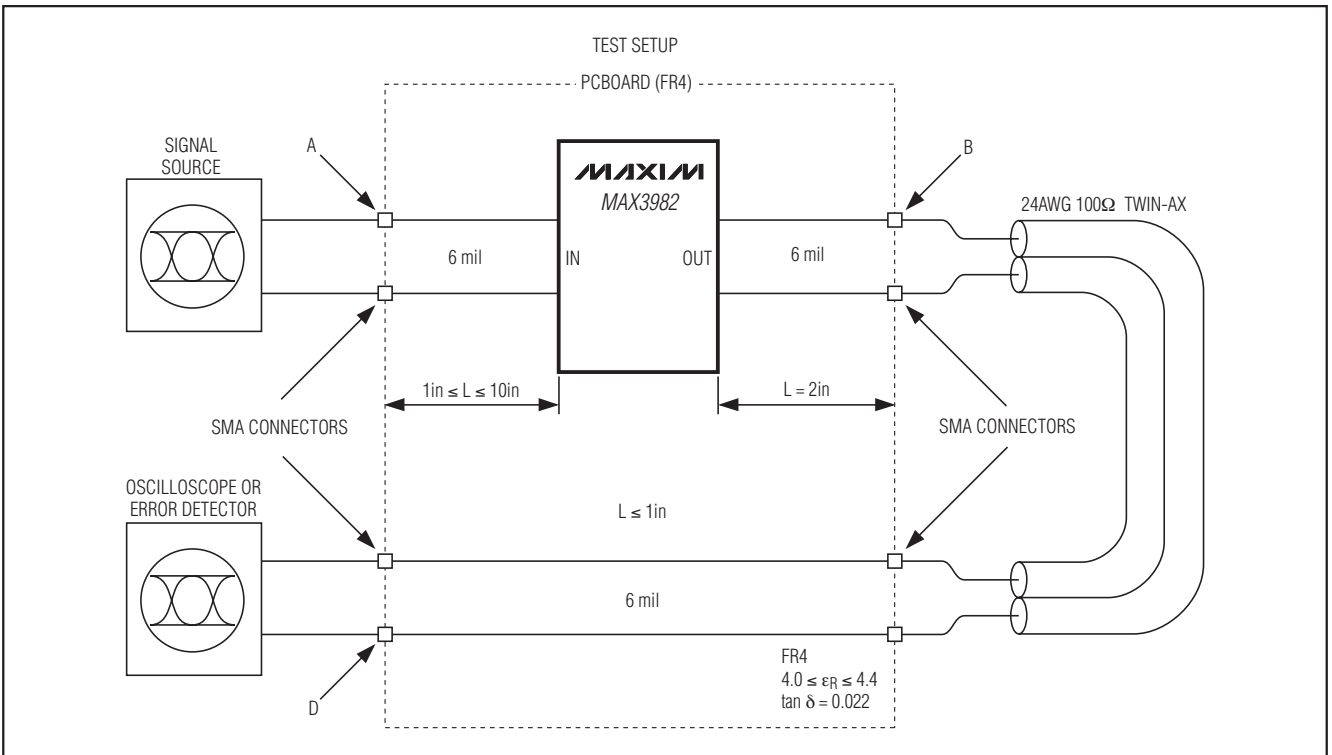 TEST SETUP
PCBOARD (FR4)
SIGNAL
SOURCE
A
B
MAXIM
MAX3982
24AWG 100Ω TWIN-AX
6 mil
IN
OUT
6 mil
1in ≤ L ≤ 10in
L = 2in
SMA CONNECTORS
SMA CONNECTORS
OSCILLOSCOPE OR
ERROR DETECTOR
L ≤ 1in
6 mil
FR4
4.0 ≤ εR ≤ 4.4
tan δ = 0.022
D